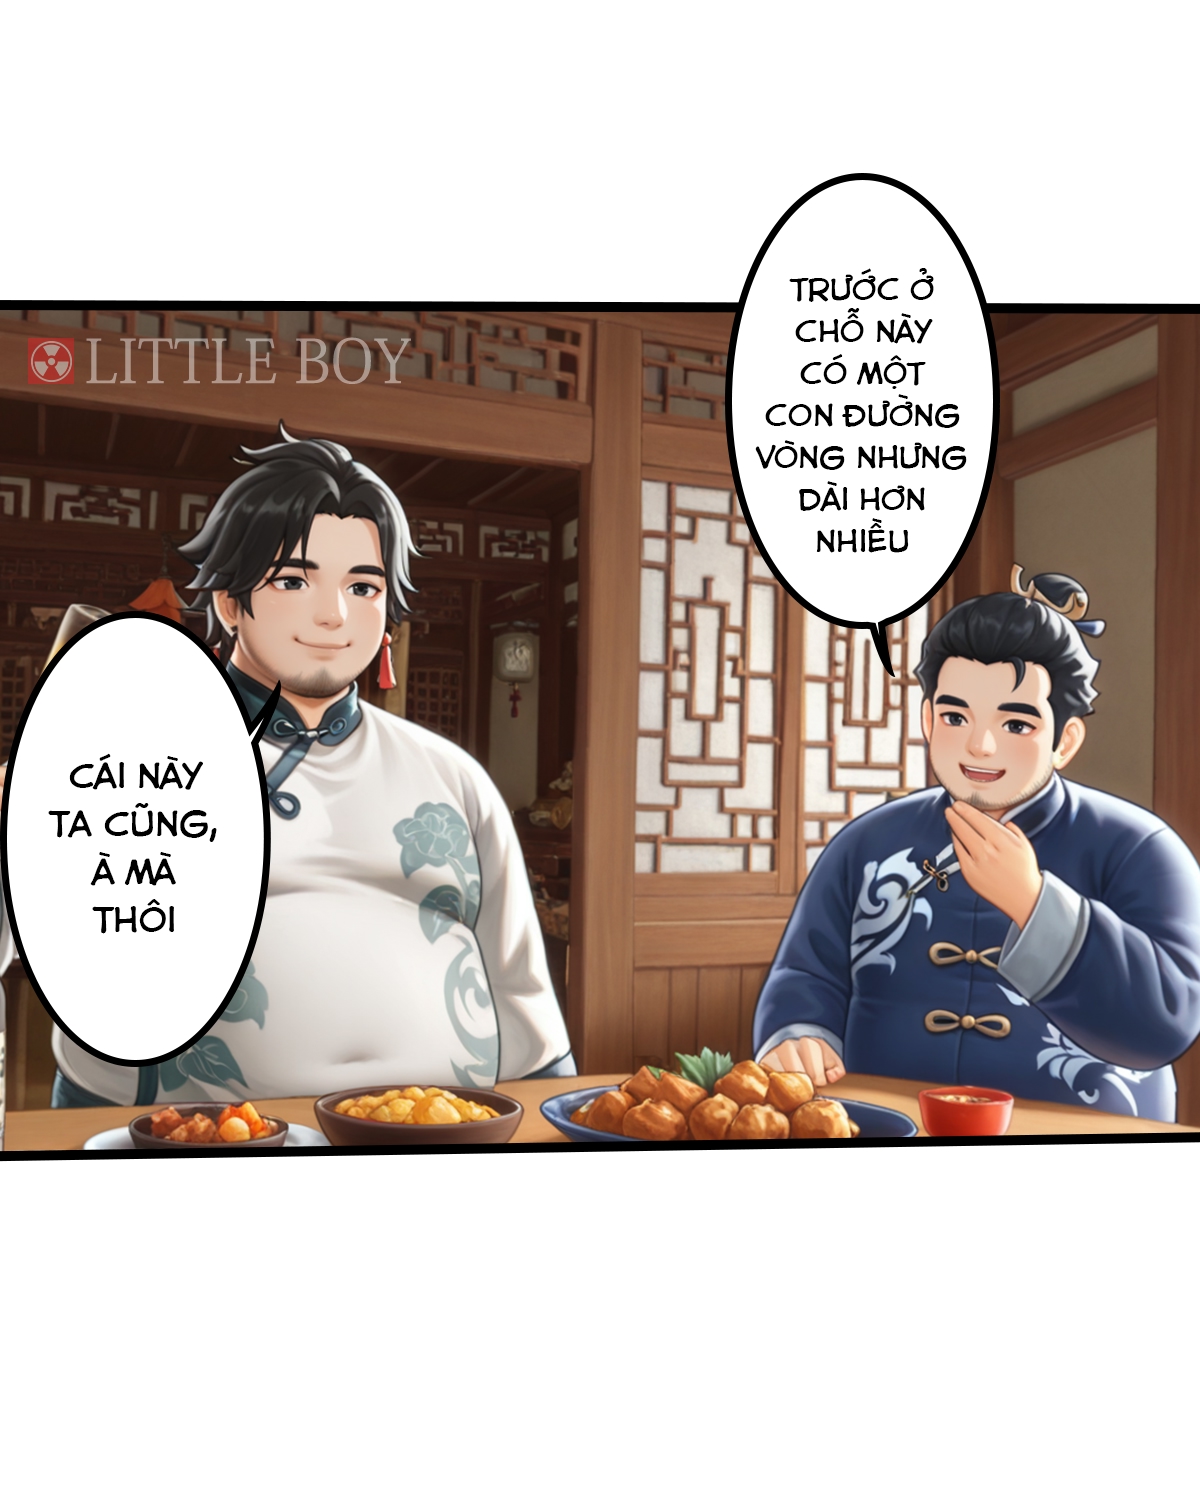 TRƯỚC Ở
CHỖ NÀY
CÓ MỘT
CON ĐƯỜNG
VÒNG NHƯNG
DÀI HƠN
NHIỀU
LITTLE BOY
CÁI NÀY
TA CŨNG,
À MÀ
THÔI